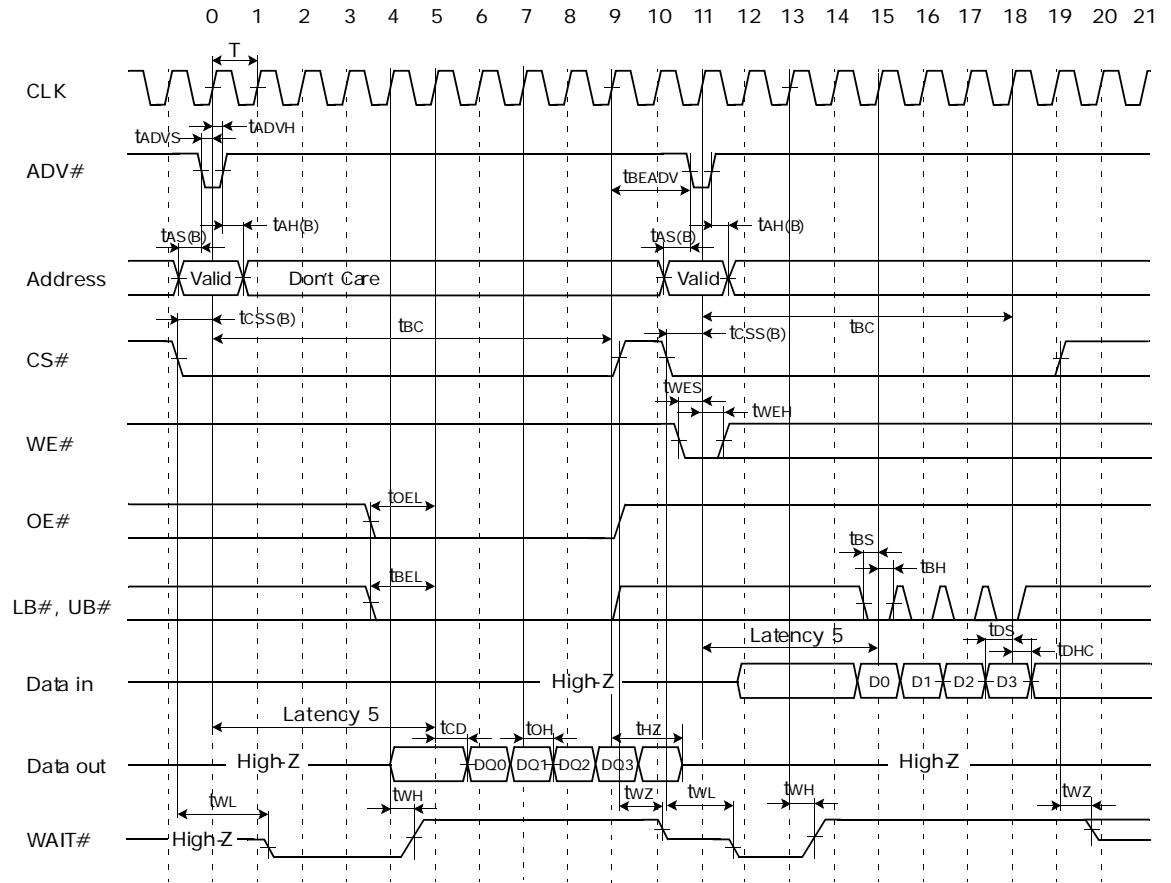 0 1 2 3 4 5 6 7 8 9 10 11 12 13 14 15 16 17 18 19 20 21
T
CLK
tADVS tADVH
ADV#
tBEADV
tAS(B) tAH(B) tAS(B) tAH(B)
Address Valid Don't Care Valid
tCSS(B) tBC tCSS(B) tBC
CS#
tWES tWEH
WE#
tOEL
OE#
tBS tBH
tBEL
LB#, UB#
Latency 5 tDS tDHC
Data in High-Z D0 D1 D2 D3
Latency 5 tCD tOH tHZ
Data out High-Z DQ0 DQ1 DQ2 DQ3 High-Z
tWL tWH tWZ tWL tWH tWZ
WAIT# High-Z